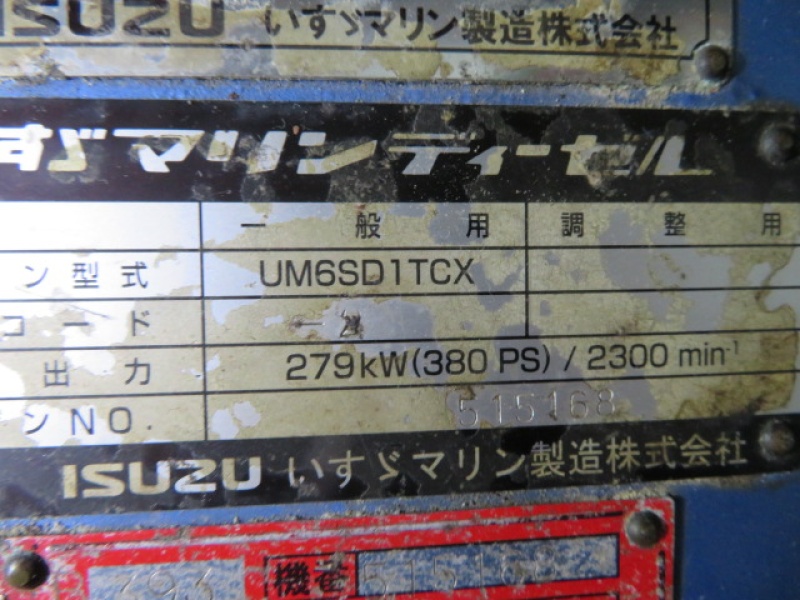 ISUZU いすゞマリン製造株式会社
すゞマリンディーゼル
一般用 調整用
ン型式 UM6SD1TCX
コード
出力 279kW(380 PS) / 2300 min⁻¹
ンNO. 515168
ISUZU いすゞマリン製造株式会社
393 機番 51516